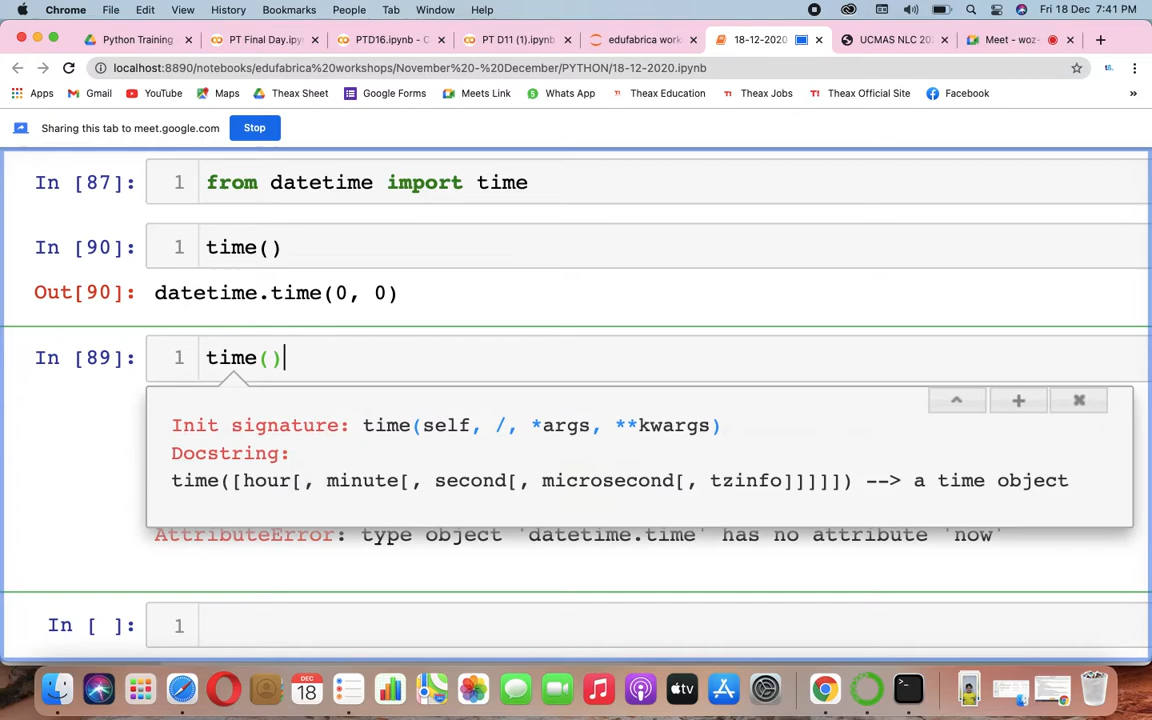 Chrome File Edit View History Bookmarks People Tab Window Help Fri 18 Dec 7:41 PM
Python Training PT Final Day.ipy PTD16.ipynb - C PT D11 (1).ipynb edufabrica work 18-12-2020 UCMAS NLC 20 Meet - woz-
localhost:8890/notebooks/edufabrica%20workshops/November%20-%20December/PYTHON/18-12-2020.ipynb
Apps Gmail YouTube Maps Theax Sheet Google Forms Meets Link Whats App Theax Education Theax Jobs Theax Official Site Facebook »
Sharing this tab to meet.google.com Stop
In [87]: 1 from datetime import time
In [90]: 1 time()
Out[90]: datetime.time(0, 0)
In [89]: 1 time()
Init signature: time(self, /, *args, **kwargs)
Docstring:
time([hour[, minute[, second[, microsecond[, tzinfo]]]]]) --> a time object
AttributeError: type object 'datetime.time' has no attribute 'now'
In [ ]: 1
DEC
18
tv